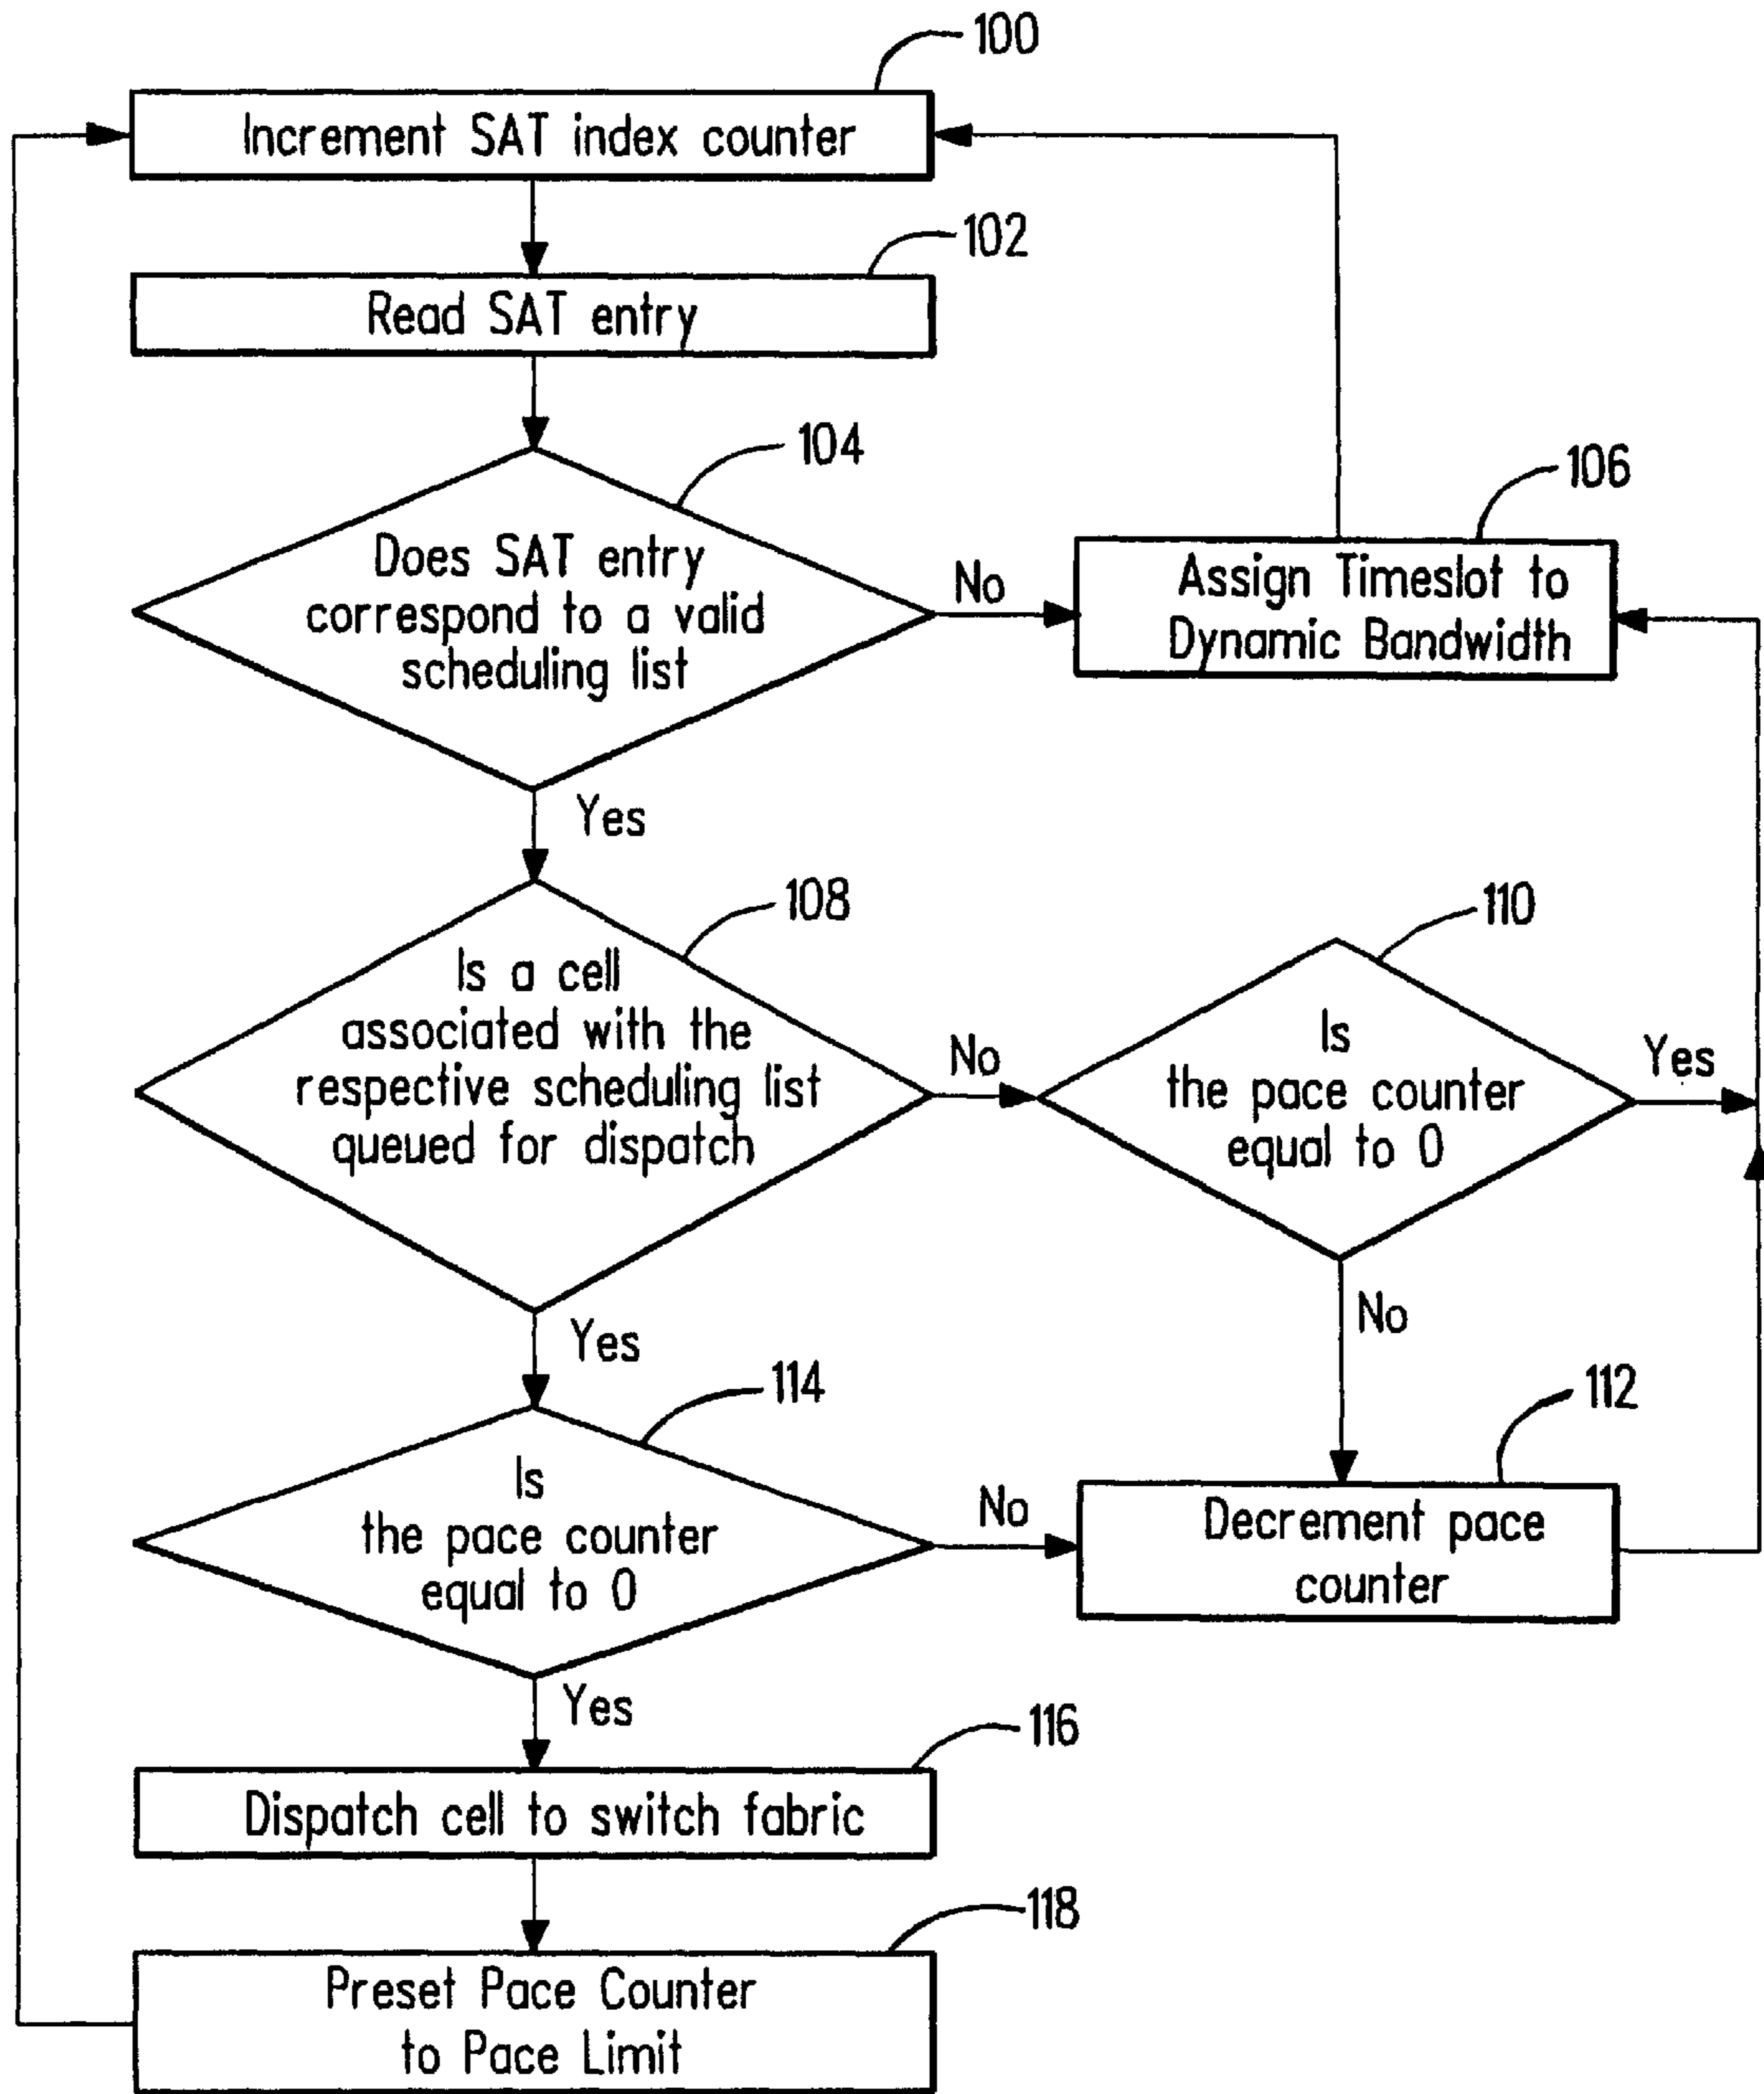 100
Increment SAT index counter
102
Read SAT entry
104
Does SAT entry
correspond to a valid
scheduling list
No
106
Assign Timeslot to
Dynamic Bandwidth
Yes
108
Is a cell
associated with the
respective scheduling list
queued for dispatch
No
110
Is
the pace counter
equal to 0
Yes
No
Yes
114
Is
the pace counter
equal to 0
No
112
Decrement pace
counter
Yes
116
Dispatch cell to switch fabric
118
Preset Pace Counter
to Pace Limit